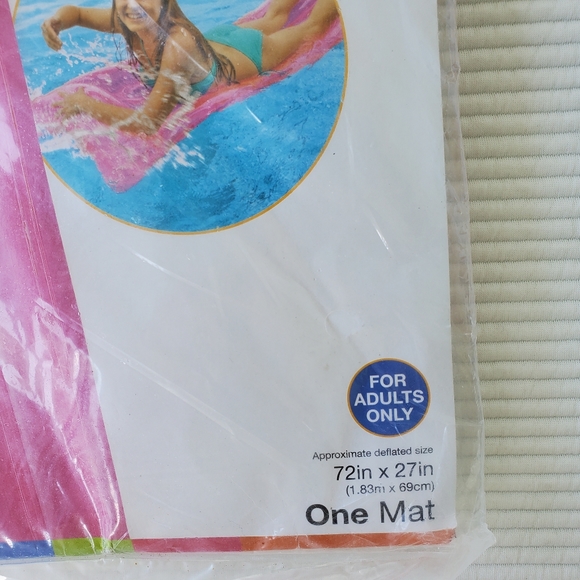 FOR
ADULTS
ONLY
Approximate deflated size
72in x 27in
(1.83m x 69cm)
One Mat